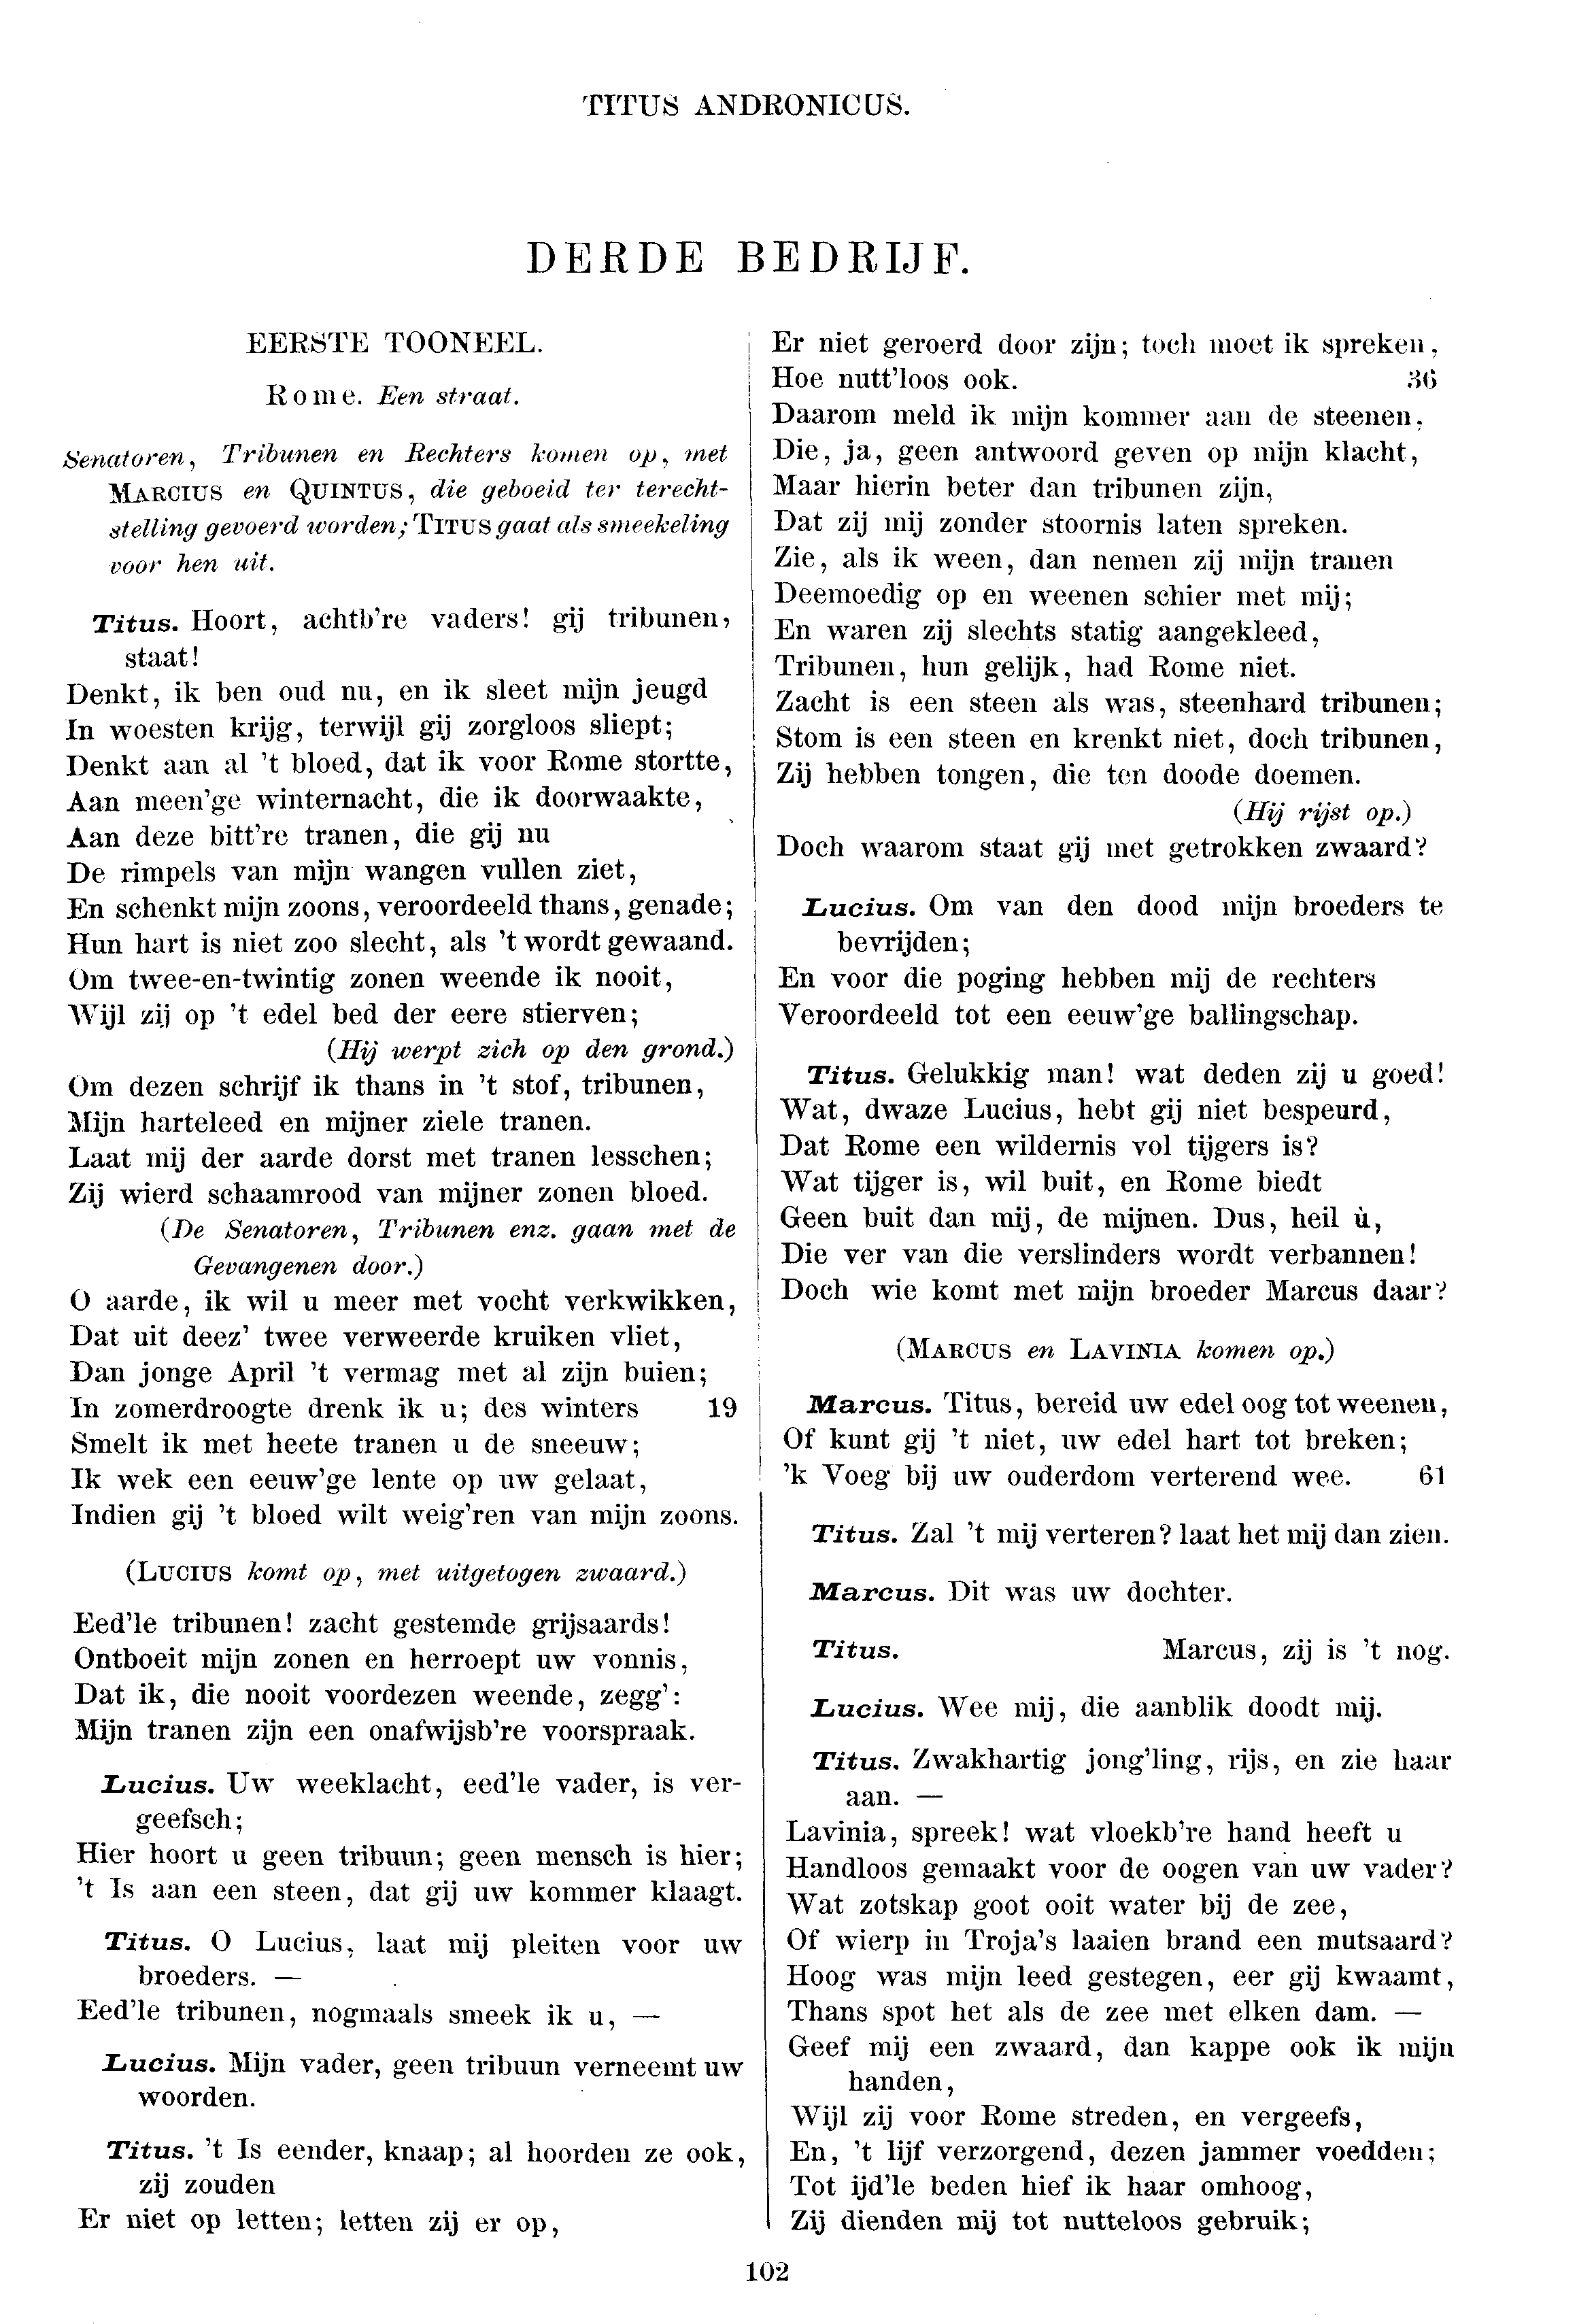 TITUS ANDRONICUS.
DERDE BEDRIJF.
EERSTE TOONEEL.
Rome. Een straat.
Senatoren, Tribunen en Rechters komen op, met
MARCIUS en QUINTUS, die geboeid ter terecht-
stelling gevoerd worden; TITUS gaat als smeekeling
voor hen uit.
Titus. Hoort, achtb're vaders! gij tribunen,
staat!
Denkt, ik ben oud nu, en ik sleet mijn jeugd
In woesten krijg, terwijl gij zorgloos sliept;
Denkt aan al 't bloed, dat ik voor Rome stortte,
Aan meen'ge winternacht, die ik doorwaakte,
Aan deze bitt're tranen, die gij nu
De rimpels van mijn wangen vullen ziet,
En schenkt mijn zoons, veroordeeld thans, genade;
Hun hart is niet zoo slecht, als 't wordt gewaand.
Om twee-en-twintig zonen weende ik nooit,
Wijl zij op 't edel bed der eere stierven;
(Hij werpt zich op den grond.)
Om dezen schrijf ik thans in 't stof, tribunen,
Mijn harteleed en mijner ziele tranen.
Laat mij der aarde dorst met tranen lesschen;
Zij wierd schaamrood van mijner zonen bloed.
(De Senatoren, Tribunen enz. gaan met de
Gevangenen door.)
O aarde, ik wil u meer met vocht verkwikken,
Dat uit deez' twee verweerde kruiken vliet,
Dan jonge April 't vermag met al zijn buien;
In zomerdroogte drenk ik u; des winters 19
Smelt ik met heete tranen u de sneeuw;
Ik wek een eeuw'ge lente op uw gelaat,
Indien gij 't bloed wilt weig'ren van mijn zoons.
(LUCIUS komt op, met uitgetogen zwaard.)
Eed'le tribunen! zacht gestemde grijsaards!
Ontboeit mijn zonen en herroept uw vonnis,
Dat ik, die nooit voordezen weende, zegg':
Mijn tranen zijn een onafwijsb're voorspraak.
Lucius. Uw weeklacht, eed'le vader, is ver-
geefsch;
Hier hoort u geen tribuun; geen mensch is hier;
't Is aan een steen, dat gij uw kommer klaagt.
Titus. O Lucius, laat mij pleiten voor uw
broeders. —
Eed'le tribunen, nogmaals smeek ik u, —
Lucius. Mijn vader, geen tribuun verneemt uw
woorden.
Titus. 't Is eender, knaap; al hoorden ze ook,
zij zouden
Er niet op letten; letten zij er op,
Er niet geroerd door zijn; toch moet ik spreken,
Hoe nutt'loos ook. 36
Daarom meld ik mijn kommer aan de steenen,
Die, ja, geen antwoord geven op mijn klacht,
Maar hierin beter dan tribunen zijn,
Dat zij mij zonder stoornis laten spreken.
Zie, als ik ween, dan nemen zij mijn tranen
Deemoedig op en weenen schier met mij;
En waren zij slechts statig aangekleed,
Tribunen, hun gelijk, had Rome niet.
Zacht is een steen als was, steenhard tribunen;
Stom is een steen en krenkt niet, doch tribunen,
Zij hebben tongen, die ten doode doemen.
(Hij rijst op.)
Doch waarom staat gij met getrokken zwaard?
Lucius. Om van den dood mijn broeders te
bevrijden;
En voor die poging hebben mij de rechters
Veroordeeld tot een eeuw'ge ballingschap.
Titus. Gelukkig man! wat deden zij u goed!
Wat, dwaze Lucius, hebt gij niet bespeurd,
Dat Rome een wildernis vol tijgers is?
Wat tijger is, wil buit, en Rome biedt
Geen buit dan mij, de mijnen. Dus, heil ù,
Die ver van die verslinders wordt verbannen!
Doch wie komt met mijn broeder Marcus daar?
(MARCUS en LAVINIA komen op.)
Marcus. Titus, bereid uw edel oog tot weenen,
Of kunt gij 't niet, uw edel hart tot breken;
'k Voeg bij uw ouderdom verterend wee. 61
Titus. Zal 't mij verteren? laat het mij dan zien.
Marcus. Dit was uw dochter.
Titus. Marcus, zij is 't nog.
Lucius. Wee mij, die aanblik doodt mij.
Titus. Zwakhartig jong'ling, rijs, en zie haar
aan. —
Lavinia, spreek! wat vloekb're hand heeft u
Handloos gemaakt voor de oogen van uw vader?
Wat zotskap goot ooit water bij de zee,
Of wierp in Troja's laaien brand een mutsaard?
Hoog was mijn leed gestegen, eer gij kwaamt,
Thans spot het als de zee met elken dam. —
Geef mij een zwaard, dan kappe ook ik mijn
handen,
Wijl zij voor Rome streden, en vergeefs,
En, 't lijf verzorgend, dezen jammer voedden;
Tot ijd'le beden hief ik haar omhoog,
Zij dienden mij tot nutteloos gebruik;
102